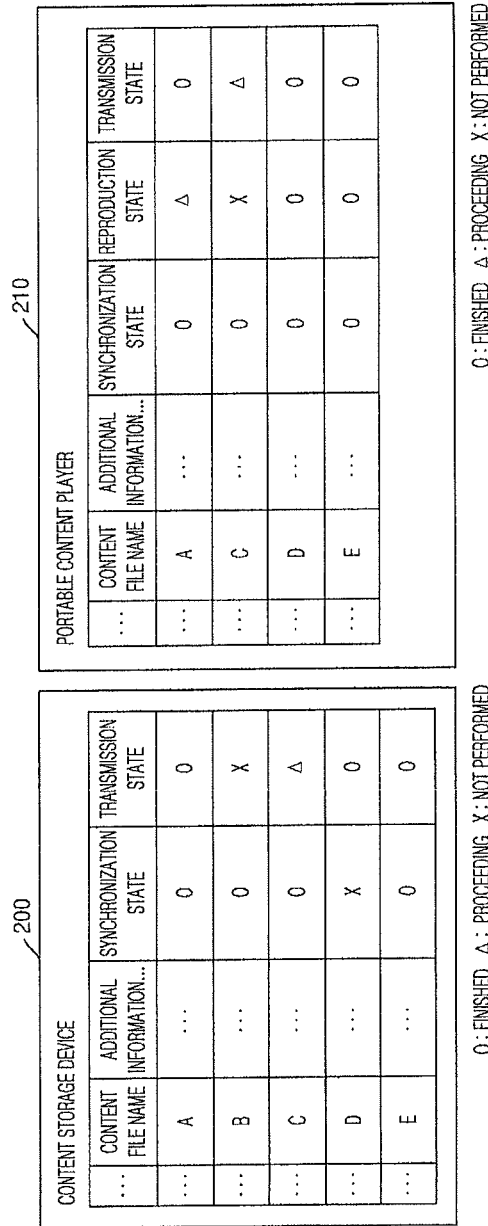 200
CONTENT STORAGE DEVICE
... CONTENT FILE NAME ADDITIONAL INFORMATION... SYNCHRONIZATION STATE TRANSMISSION STATE
... A ... O O
... B ... O X
... C ... O Δ
... D ... X O
... E ... O O
O : FINISHED Δ : PROCEEDING X : NOT PERFORMED
210
PORTABLE CONTENT PLAYER
... CONTENT FILE NAME ADDITIONAL INFORMATION... SYNCHRONIZATION STATE REPRODUCTION STATE TRANSMISSION STATE
... A ... O Δ O
... C ... O X Δ
... D ... O O O
... E ... O O O
O : FINISHED Δ : PROCEEDING X : NOT PERFORMED